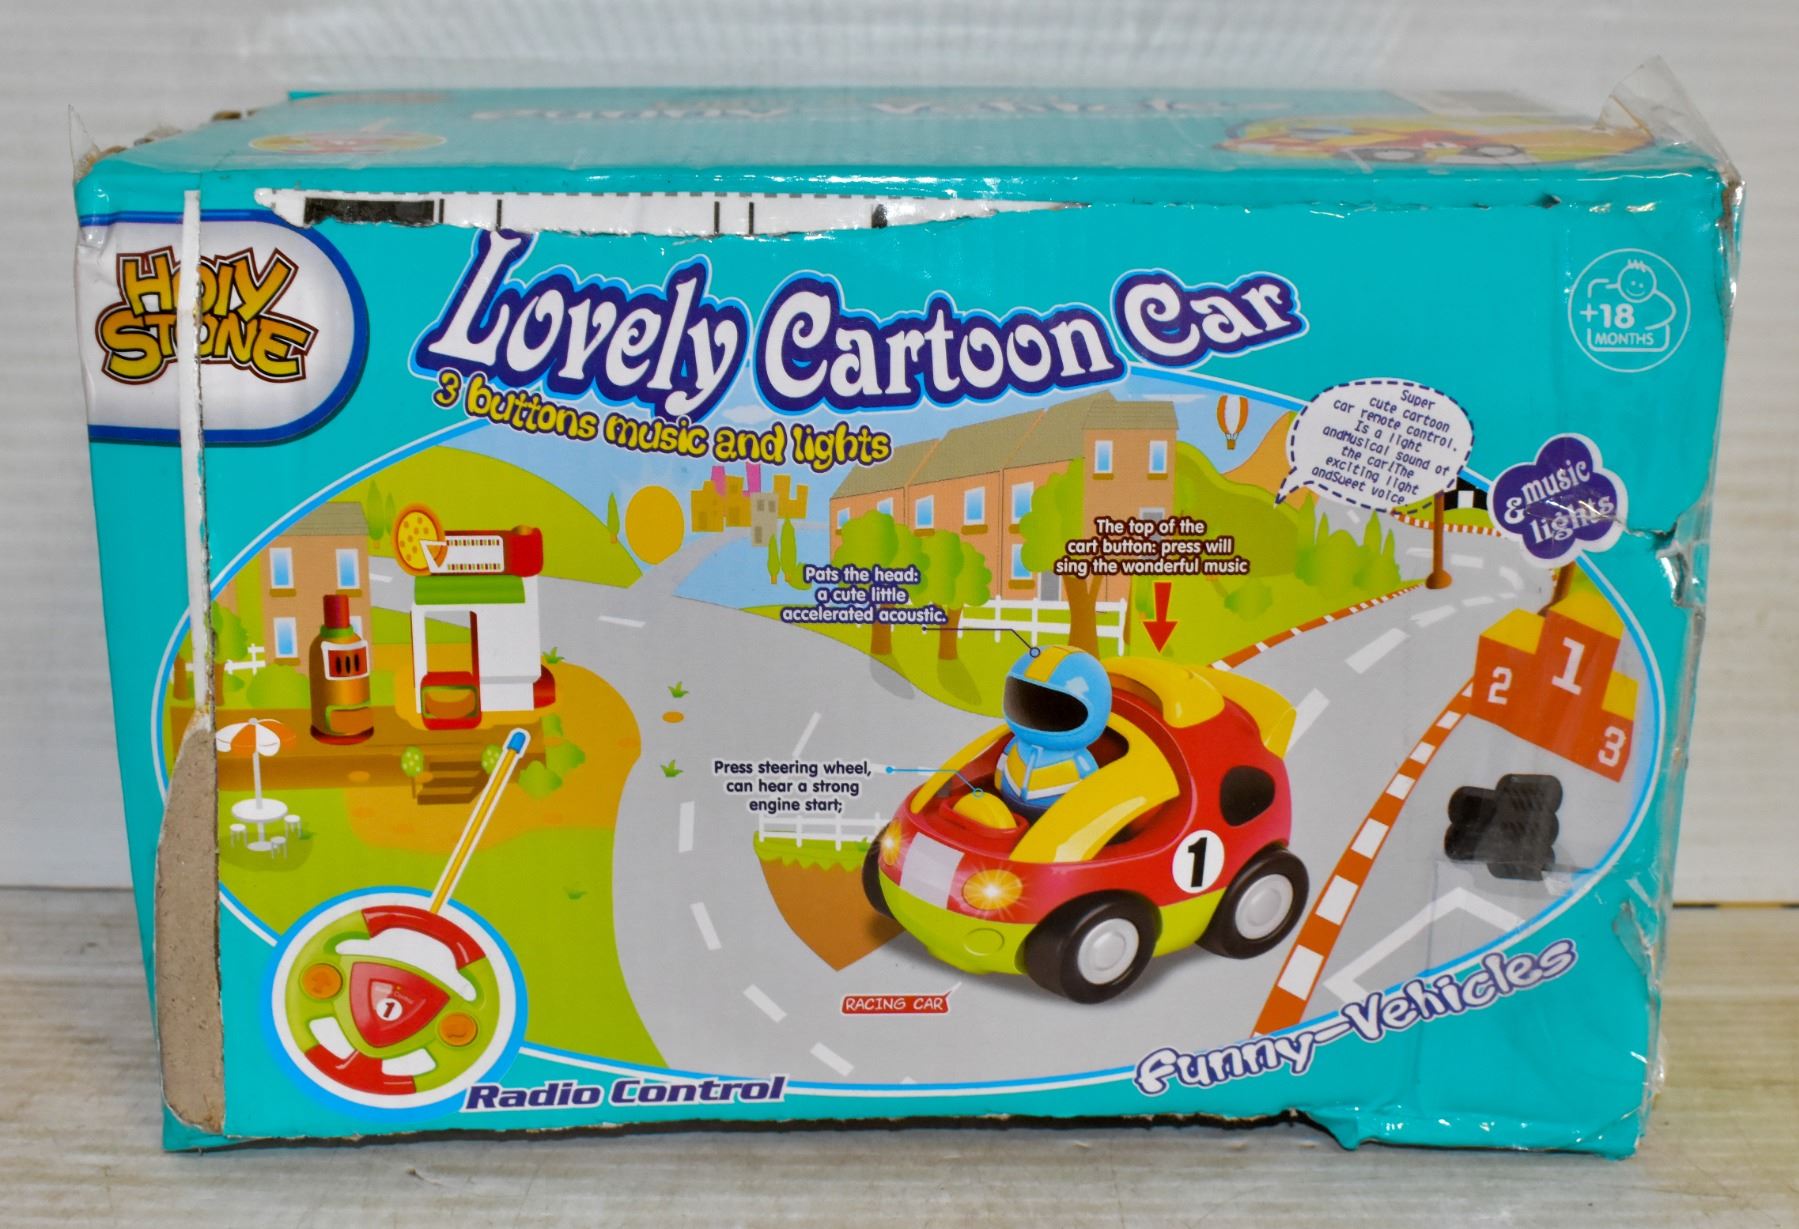 HOlY
STONE
Lovely Cartoon Car
3 buttons music and lights
+18
MONTHS
Super
cute cartoon
car remote control.
Is a light
andMusical sound of
the car!The
exciting light
andSweet voice
music
& lights
The top of the
cart button: press will
sing the wonderful music
Pats the head:
a cute little
accelerated acoustic.
Press steering wheel,
can hear a strong
engine start;
1
2
3
1
1
RACING CAR
Funny-Vehicles
Radio Control